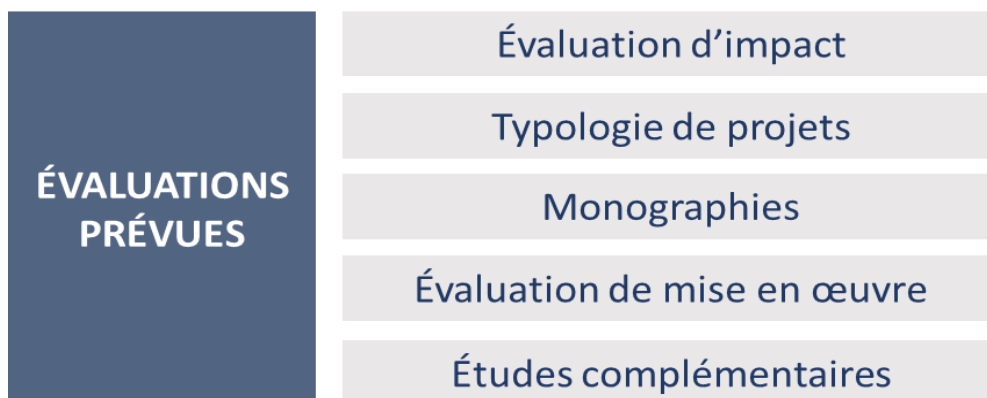 ÉVALUATIONS
PRÉVUES
Évaluation d’impact
Typologie de projets
Monographies
Évaluation de mise en œuvre
Études complémentaires